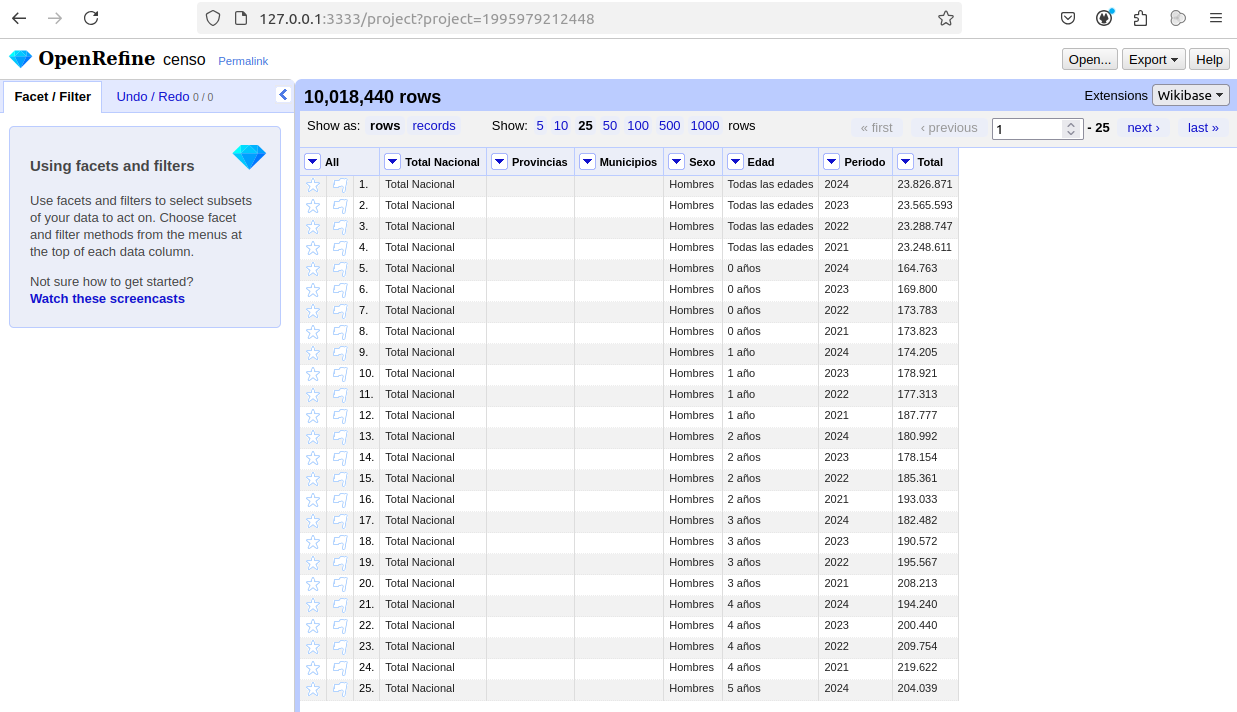 127.0.0.1:3333/project?project=1995979212448
OpenRefine censo Permalink
Open... Export Help
Facet / Filter Undo / Redo 0 / 0
10,018,440 rows
Extensions Wikibase
Show as: rows records Show: 5 10 25 50 100 500 1000 rows
« first ‹ previous 1 - 25 next › last »
Using facets and filters
Use facets and filters to select subsets
of your data to act on. Choose facet
and filter methods from the menus at
the top of each data column.
Not sure how to get started?
Watch these screencasts
All Total Nacional Provincias Municipios Sexo Edad Periodo Total
1. Total Nacional Hombres Todas las edades 2024 23.826.871
2. Total Nacional Hombres Todas las edades 2023 23.565.593
3. Total Nacional Hombres Todas las edades 2022 23.288.747
4. Total Nacional Hombres Todas las edades 2021 23.248.611
5. Total Nacional Hombres 0 años 2024 164.763
6. Total Nacional Hombres 0 años 2023 169.800
7. Total Nacional Hombres 0 años 2022 173.783
8. Total Nacional Hombres 0 años 2021 173.823
9. Total Nacional Hombres 1 año 2024 174.205
10. Total Nacional Hombres 1 año 2023 178.921
11. Total Nacional Hombres 1 año 2022 177.313
12. Total Nacional Hombres 1 año 2021 187.777
13. Total Nacional Hombres 2 años 2024 180.992
14. Total Nacional Hombres 2 años 2023 178.154
15. Total Nacional Hombres 2 años 2022 185.361
16. Total Nacional Hombres 2 años 2021 193.033
17. Total Nacional Hombres 3 años 2024 182.482
18. Total Nacional Hombres 3 años 2023 190.572
19. Total Nacional Hombres 3 años 2022 195.567
20. Total Nacional Hombres 3 años 2021 208.213
21. Total Nacional Hombres 4 años 2024 194.240
22. Total Nacional Hombres 4 años 2023 200.440
23. Total Nacional Hombres 4 años 2022 209.754
24. Total Nacional Hombres 4 años 2021 219.622
25. Total Nacional Hombres 5 años 2024 204.039